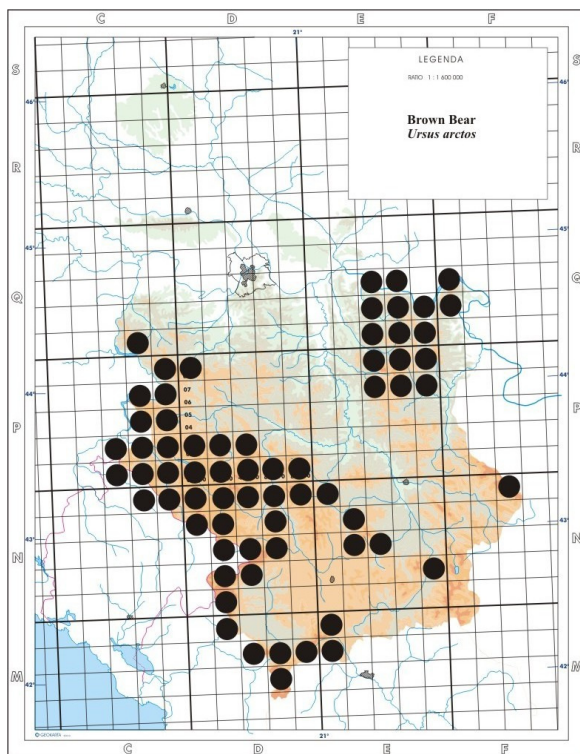 C D E F
21°
LEGENDA
RATIO 1 : 1 600 000
Brown Bear
Ursus arctos
S S
46° 46°
R R
45° 45°
Q Q
44° 44°
07
06
05
04
P P
43° 43°
N N
42° 42°
M M
21°
© GEOKARTA
C D E F